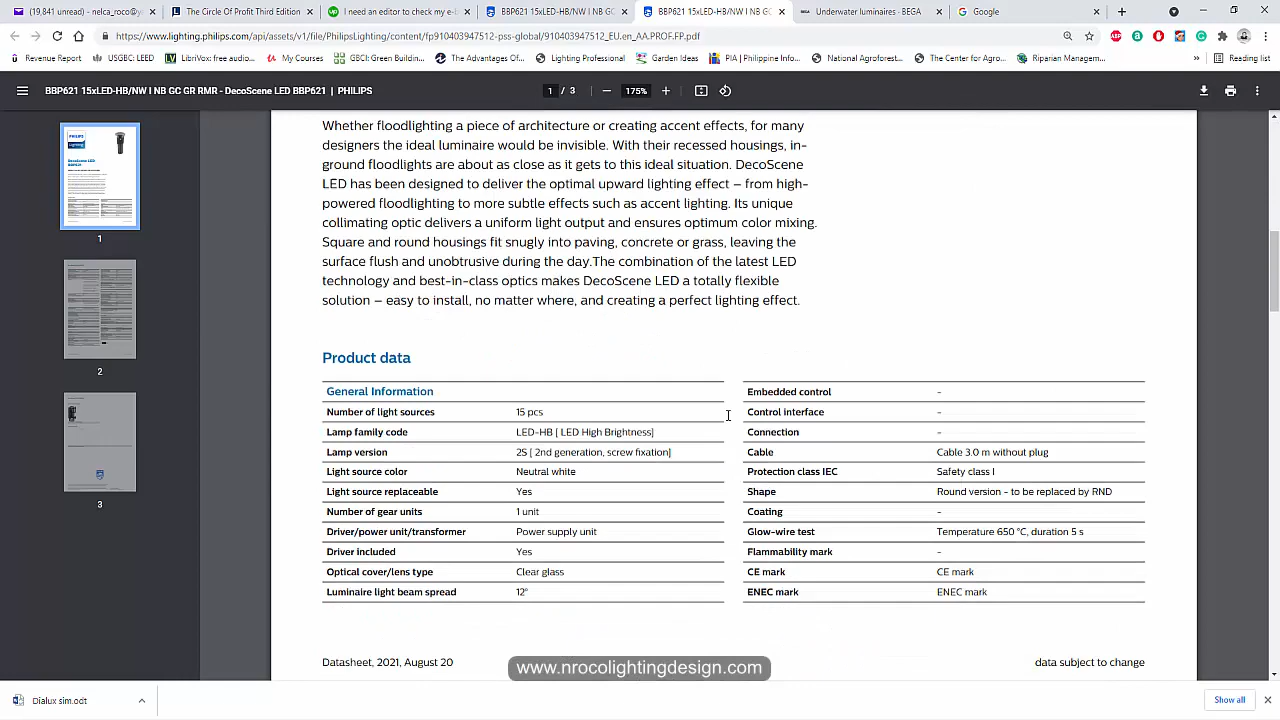 (19,841 unread) - nelca_roco@y
The Circle Of Profit Third Edition
I need an editor to check my e-b
BBP621 15xLED-HB/NW I NB GC
BBP621 15xLED-HB/NW I NB GC
Underwater luminaires - BEGA
Google
https://www.lighting.philips.com/api/assets/v1/file/PhilipsLighting/content/fp910403947512-pss-global/910403947512_EU.en_AA.PROF.FP.pdf
Revenue Report
USGBC: LEED
LibriVox: free audio...
My Courses
GBCI: Green Building...
The Advantages Of...
Lighting Professional
Garden Ideas
PIA | Philippine Info...
National Agroforest...
The Center for Agro...
Riparian Managem...
Reading list
BBP621 15xLED-HB/NW I NB GC GR RMR - DecoScene LED BBP621 | PHILIPS
1 / 3
175%
Whether floodlighting a piece of architecture or creating accent effects, for many
designers the ideal luminaire would be invisible. With their recessed housings, in-
ground floodlights are about as close as it gets to this ideal situation. DecoScene
LED has been designed to deliver the optimal upward lighting effect – from high-
powered floodlighting to more subtle effects such as accent lighting. Its unique
collimating optic delivers a uniform light output and ensures optimum color mixing.
Square and round housings fit snugly into paving, concrete or grass, leaving the
surface flush and unobtrusive during the day.The combination of the latest LED
technology and best-in-class optics makes DecoScene LED a totally flexible
solution – easy to install, no matter where, and creating a perfect lighting effect.
1
2
3
Product data
General Information
Number of light sources 15 pcs
Lamp family code LED-HB [ LED High Brightness]
Lamp version 2S [ 2nd generation, screw fixation]
Light source color Neutral white
Light source replaceable Yes
Number of gear units 1 unit
Driver/power unit/transformer Power supply unit
Driver included Yes
Optical cover/lens type Clear glass
Luminaire light beam spread 12°
Embedded control -
Control interface -
Connection -
Cable Cable 3.0 m without plug
Protection class IEC Safety class I
Shape Round version - to be replaced by RND
Coating -
Glow-wire test Temperature 650 °C, duration 5 s
Flammability mark -
CE mark CE mark
ENEC mark ENEC mark
Datasheet, 2021, August 20
data subject to change
www.nrocolightingdesign.com
Dialux sim.odt
Show all